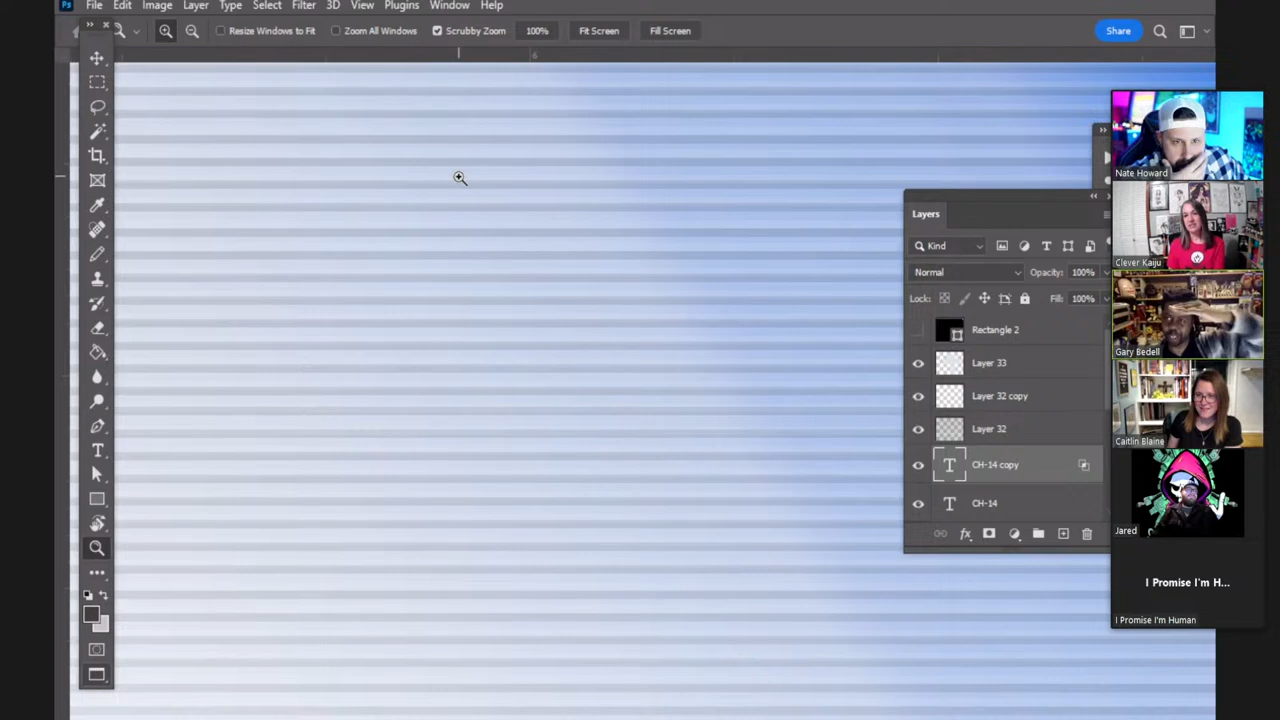 Ps File Edit Image Layer Type Select Filter 3D View Plugins Window Help
Resize Windows to Fit Zoom All Windows Scrubby Zoom 100% Fit Screen Fill Screen Share
6
Nate Howard
Clever Kaiju
Gary Bedell
Caitlin Blaine
Jared
I Promise I'm H...
I Promise I'm Human
Layers
Kind
Normal Opacity: 100%
Lock: Fill: 100%
Rectangle 2
Layer 33
Layer 32 copy
Layer 32
T CH-14 copy
T CH-14